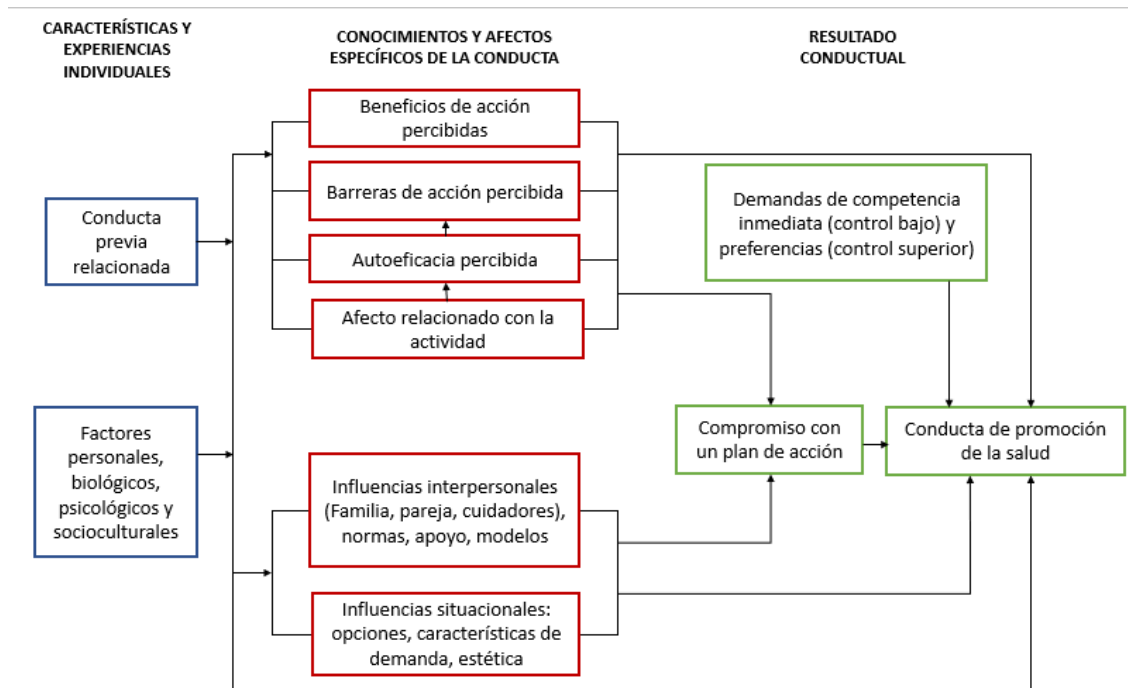 CARACTERÍSTICAS Y
EXPERIENCIAS
INDIVIDUALES
CONOCIMIENTOS Y AFECTOS
ESPECÍFICOS DE LA CONDUCTA
RESULTADO
CONDUCTUAL
Conducta
previa
relacionada
Factores
personales,
biológicos,
psicológicos y
socioculturales
Beneficios de acción
percibidas
Barreras de acción percibida
Autoeficacia percibida
Afecto relacionado con la
actividad
Influencias interpersonales
(Familia, pareja, cuidadores),
normas, apoyo, modelos
Influencias situacionales:
opciones, características de
demanda, estética
Demandas de competencia
inmediata (control bajo) y
preferencias (control superior)
Compromiso con
un plan de acción
Conducta de promoción
de la salud